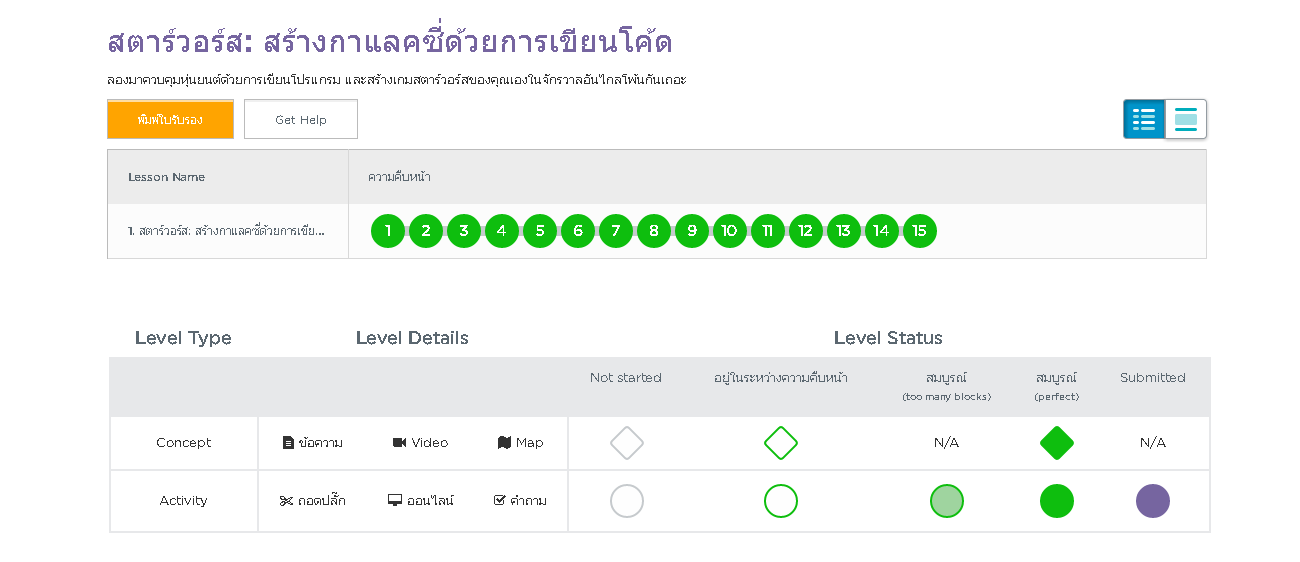 สตาร์วอร์ส: สร้างกาแลคซี่ด้วยการเขียนโค้ด
ลองมาควบคุมหุ่นยนต์ด้วยการเขียนโปรแกรม และสร้างเกมสตาร์วอร์สของคุณเองในจักรวาลอันไกลโพ้นกันเถอะ
พิมพ์ใบรับรอง Get Help
Lesson Name ความคืบหน้า
1. สตาร์วอร์ส: สร้างกาแลคซี่ด้วยการเขีย... 1 2 3 4 5 6 7 8 9 10 11 12 13 14 15
Level Type Level Details Level Status
Not started อยู่ในระหว่างความคืบหน้า สมบูรณ์ สมบูรณ์ Submitted
(too many blocks) (perfect)
Concept ข้อความ Video Map N/A N/A
Activity ถอดปลั๊ก ออนไลน์ คำถาม